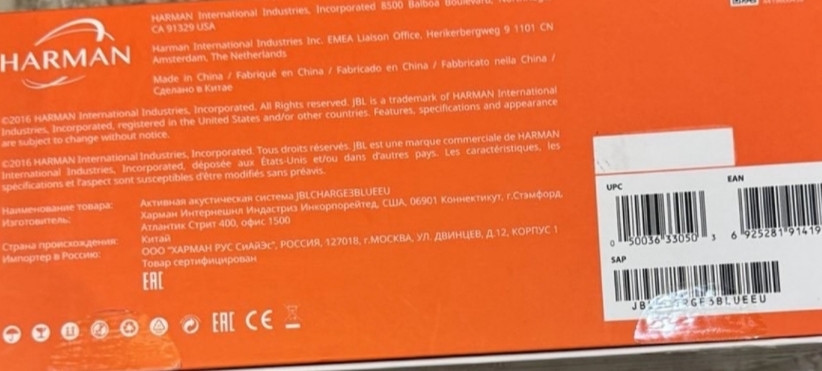 HARMAN
HARMAN International Industries, Incorporated 8500 Balboa Boulevard,
CA 91329 USA
Harman International Industries Inc. EMEA Liaison Office, Herikerbergweg 9 1101 CN
Amsterdam, The Netherlands
Made in China / Fabriqué en China / Fabricado en China / Fabbricato nella China /
Сделано в Китае
©2016 HARMAN International Industries, Incorporated. All Rights reserved. JBL is a trademark of HARMAN International
Industries, Incorporated, registered in the United States and/or other countries. Features, specifications and appearance
are subject to change without notice.
©2016 HARMAN International Industries, Incorporated. Tous droits réservés. JBL est une marque commerciale de HARMAN
International Industries, Incorporated, déposée aux États-Unis et/ou dans d'autres pays. Les caractéristiques, les
spécifications et l'aspect sont susceptibles d'être modifiés sans préavis.
Наименование товара: Активная акустическая система JBLCHARGE3BLUEEU
Изготовитель: Харман Интернешнл Индастриз Инкорпорейтед, США, 06901 Коннектикут, г.Стэмфорд,
Атлантик Стрит 400, офис 1500
Страна происхождения: Китай
Импортер в Россию: ООО "ХАРМАН РУС СиАйЭс", РОССИЯ, 127018, г.МОСКВА, УЛ. ДВИНЦЕВ, Д.12, КОРПУС 1
Товар сертифицирован
EAC
EAC CE
UPC
0 50036 33050 3
EAN
6 925281 91419
SAP